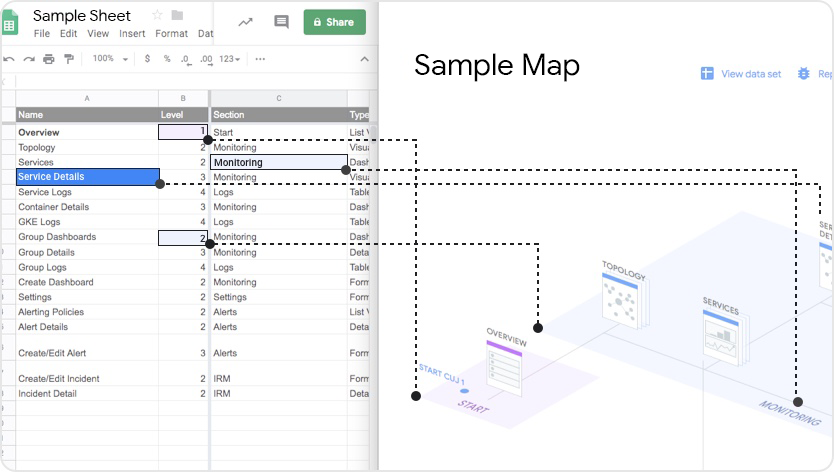 Sample Sheet
File Edit View Insert Format Dat
Share
100% $ % .0 .00 123
A B C
Name Level Section Type
Overview 1 Start List V
Topology 2 Monitoring Visua
Services 2 Monitoring Dash
Service Details 3 Monitoring Visua
Service Logs 4 Logs Table
Container Details 3 Monitoring Dash
GKE Logs 4 Logs Table
Group Dashboards 2 Monitoring Dash
Group Details 3 Monitoring Deta
Group Logs 4 Logs Table
Create Dashboard 2 Monitoring Form
Settings 2 Settings Form
Alerting Policies 2 Alerts List V
Alert Details 2 Alerts Deta
Create/Edit Alert 3 Alerts Form
Create/Edit Incident 2 IRM Form
Incident Detail 2 IRM Deta
Sample Map
View data set Rep
SER
DET
TOPOLOGY
SERVICES
OVERVIEW
START CUJ 1
START
MONITORING